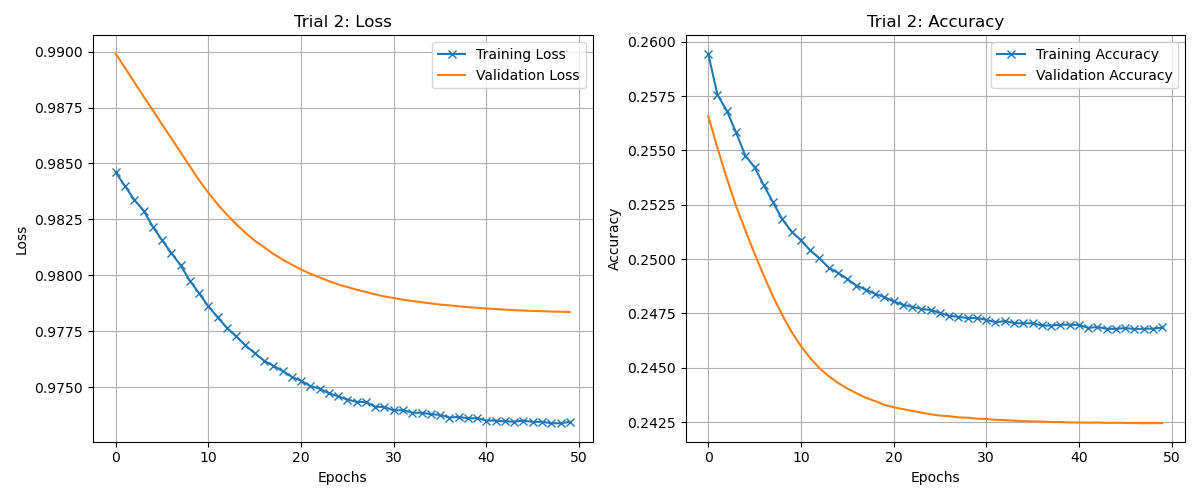 Trial 2: Loss
Training Loss
Validation Loss
0.9900
0.9875
0.9850
0.9825
0.9800
0.9775
0.9750
Loss
0 10 20 30 40 50
Epochs
Trial 2: Accuracy
Training Accuracy
Validation Accuracy
0.2600
0.2575
0.2550
0.2525
0.2500
0.2475
0.2450
0.2425
Accuracy
0 10 20 30 40 50
Epochs